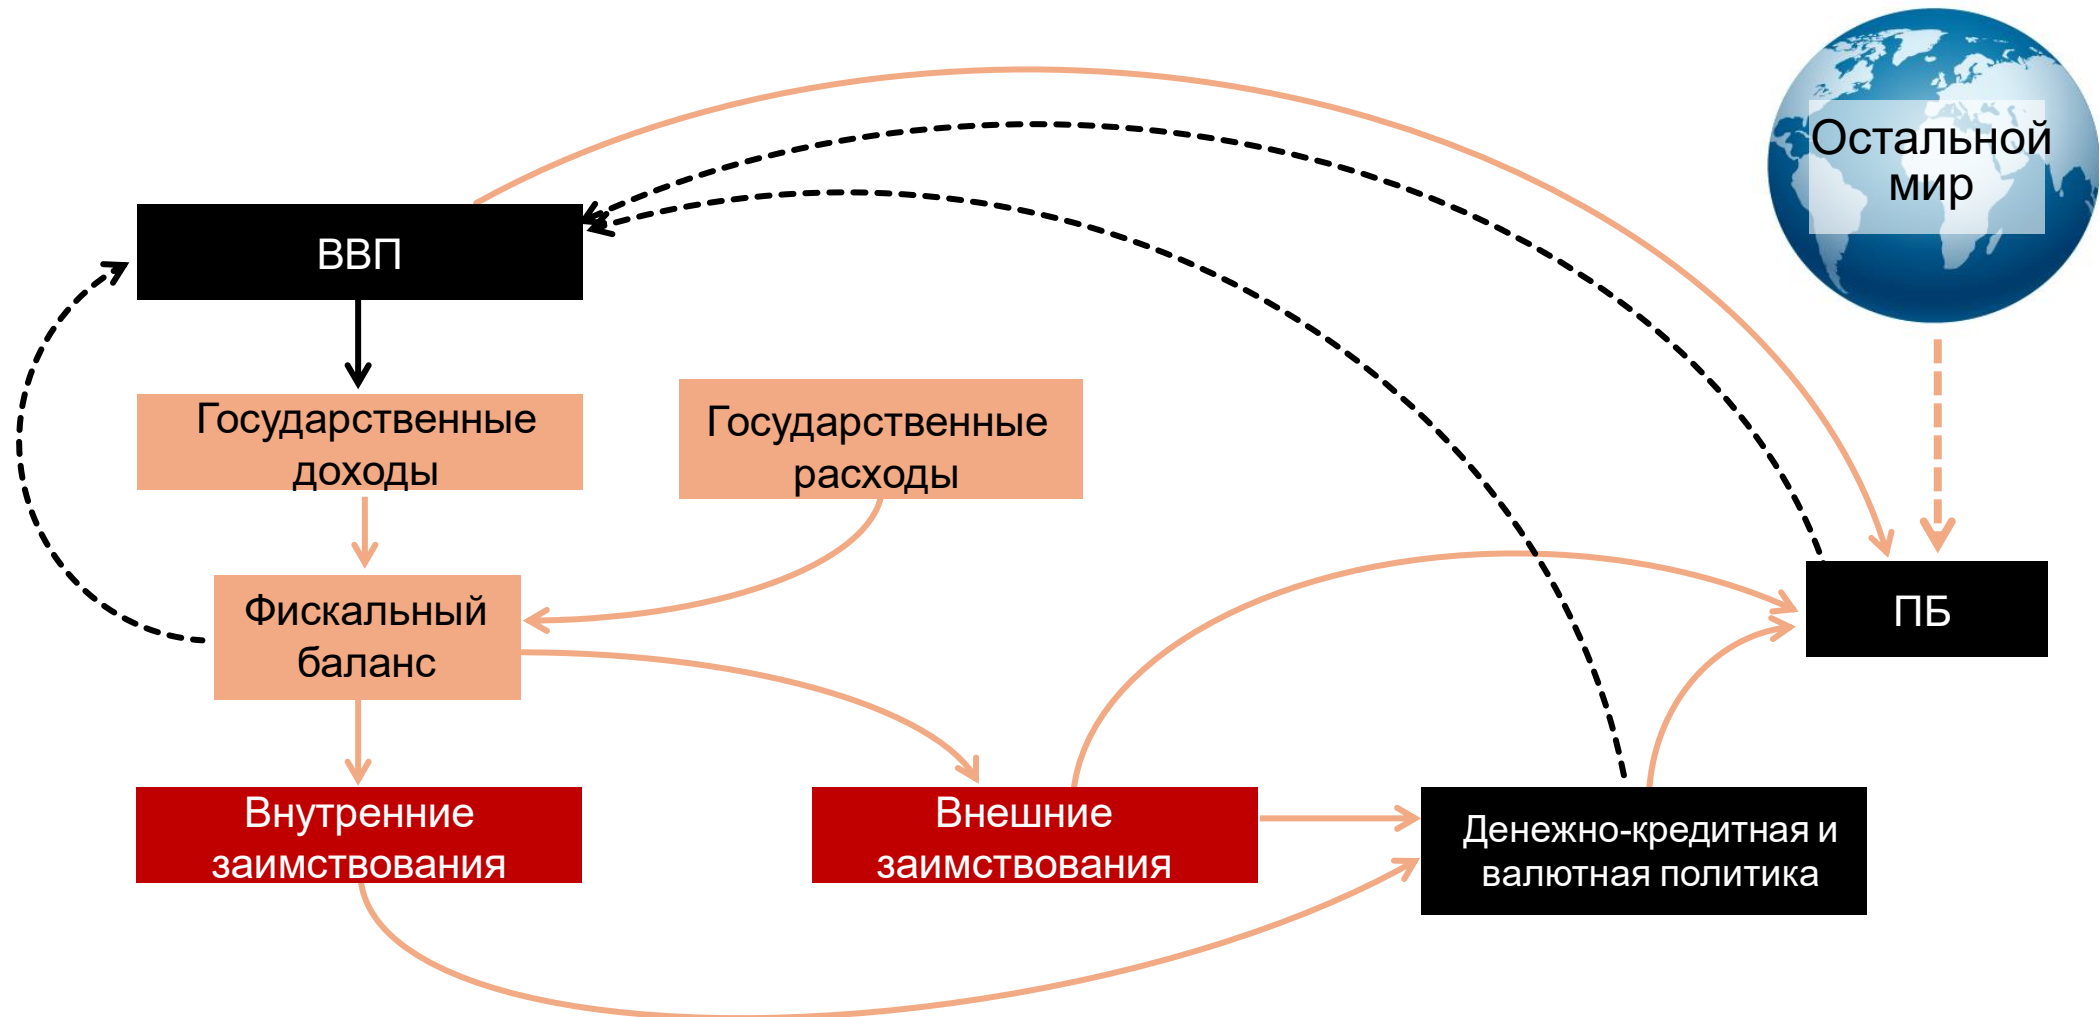 Остальной
мир
ВВП
Государственные
доходы
Государственные
расходы
Фискальный
баланс
ПБ
Внутренние
заимствования
Внешние
заимствования
Денежно-кредитная и
валютная политика